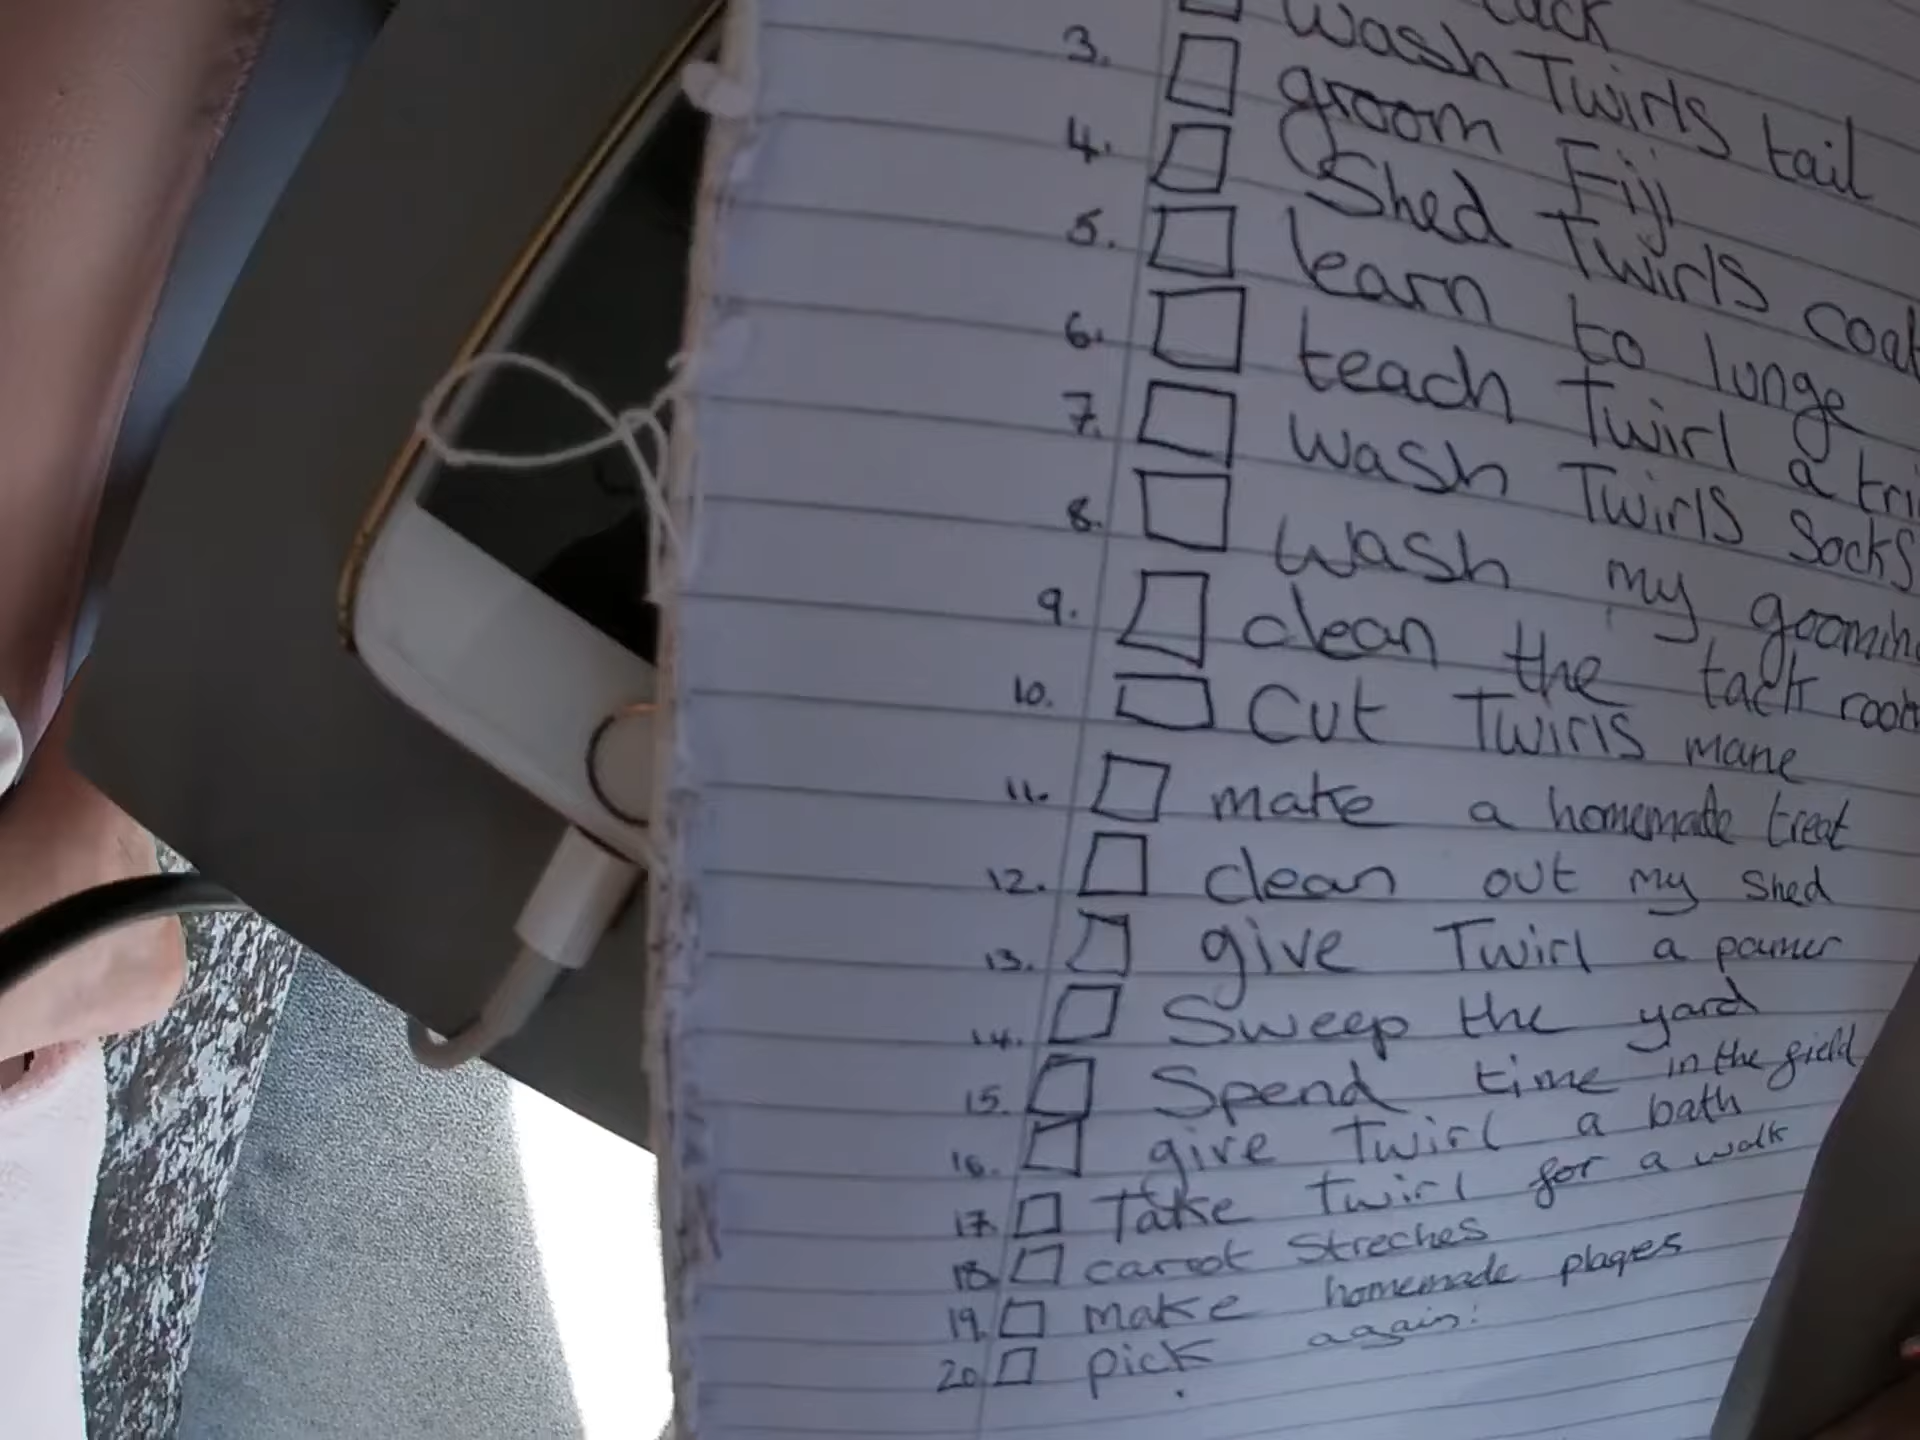 Wash Twirls tail
3. groom Fiji
4. Shed Twirls coat
5. learn to lunge
6. teach Twirl a tri
7. wash Twirls Socks
8. wash my goomin
9. clean the tack room
10. Cut Twirls mane
11. make a homemade treat
12. clean out my shed
13. give Twirl a pamer
14. Sweep the yard
15. Spend time in the field
16. give Twirl a bath
17. Take Twirl for a walk
18. carrot Streches
19. make homemade
20. pick again!